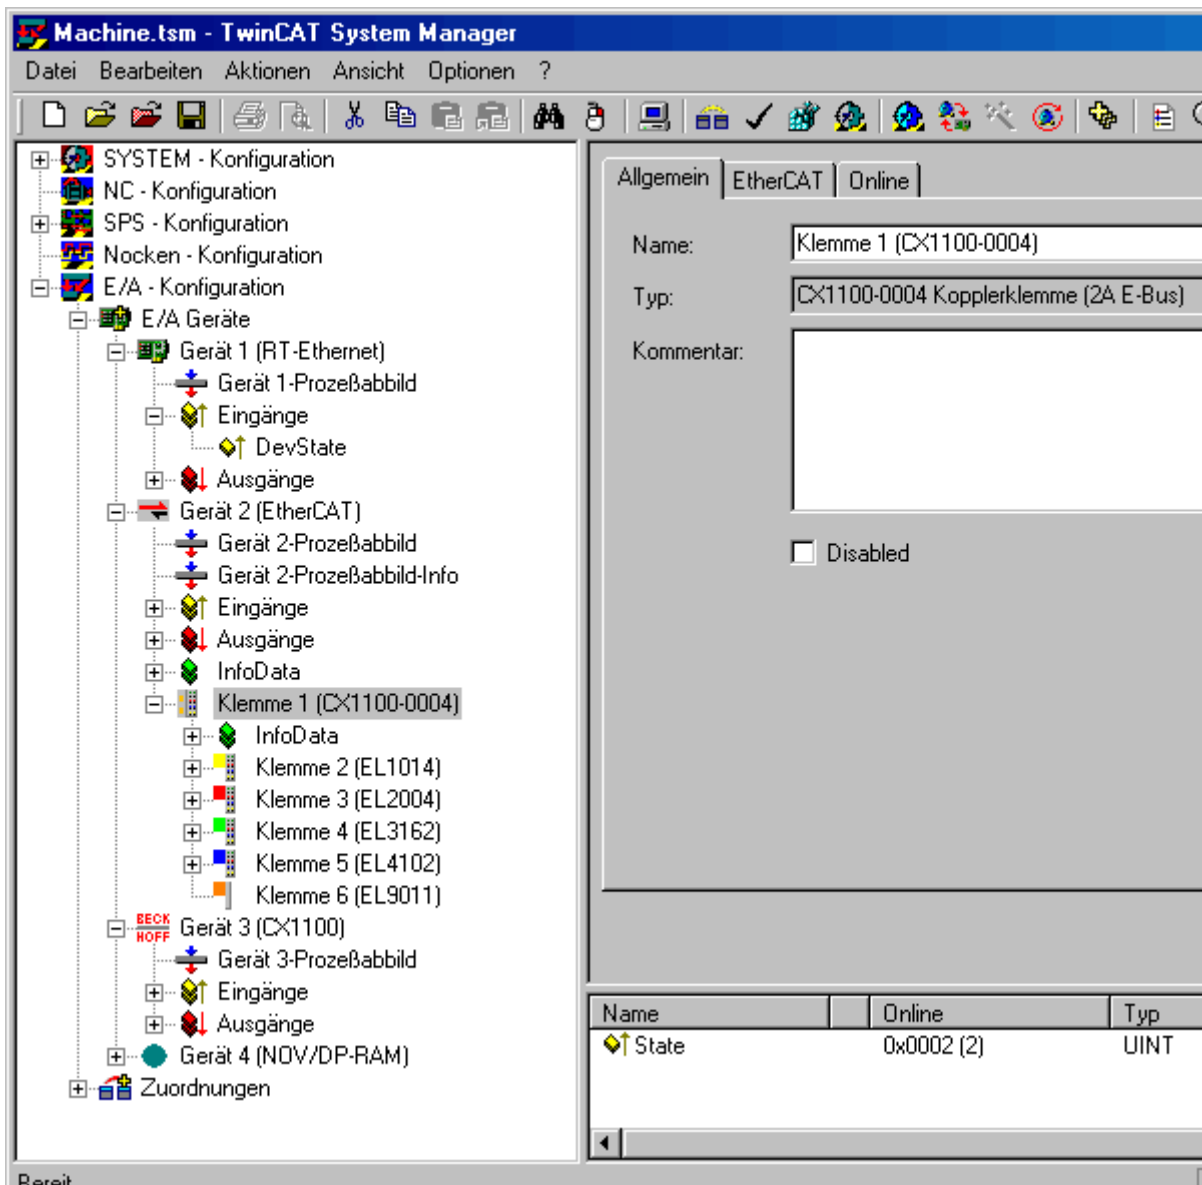 Machine.tsm - TwinCAT System Manager
Datei Bearbeiten Aktionen Ansicht Optionen ?
SYSTEM - Konfiguration
NC - Konfiguration
SPS - Konfiguration
Nocken - Konfiguration
E/A - Konfiguration
E/A Geräte
Gerät 1 (RT-Ethernet)
Gerät 1-Prozeßabbild
Eingänge
DevState
Ausgänge
Gerät 2 (EtherCAT)
Gerät 2-Prozeßabbild
Gerät 2-Prozeßabbild-Info
Eingänge
Ausgänge
InfoData
Klemme 1 (CX1100-0004)
InfoData
Klemme 2 (EL1014)
Klemme 3 (EL2004)
Klemme 4 (EL3162)
Klemme 5 (EL4102)
Klemme 6 (EL9011)
BECK
HOFF
Gerät 3 (CX1100)
Gerät 3-Prozeßabbild
Eingänge
Ausgänge
Gerät 4 (NOV/DP-RAM)
Zuordnungen
Allgemein EtherCAT Online
Name: Klemme 1 (CX1100-0004)
Typ: CX1100-0004 Kopplerklemme (2A E-Bus)
Kommentar:
Disabled
Name Online Typ
State 0x0002 (2) UINT
Bereit